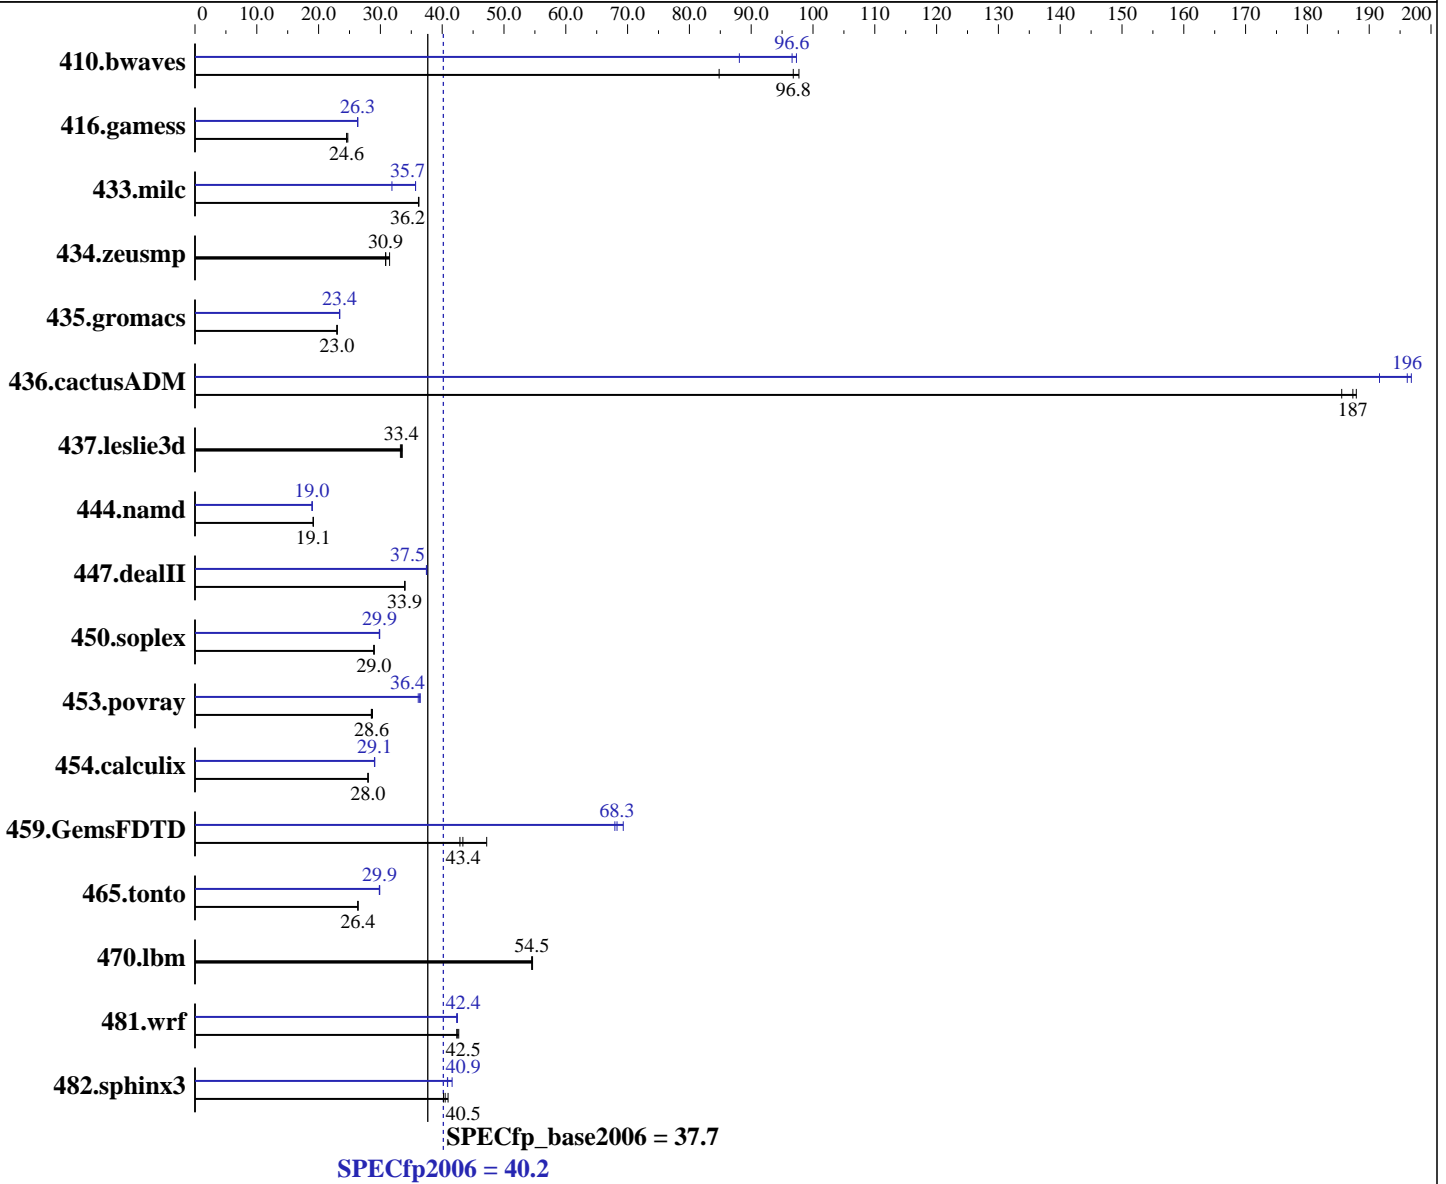 0 10.0 20.0 30.0 40.0 50.0 60.0 70.0 80.0 90.0 100 110 120 130 140 150 160 170 180 190 200
96.6
410.bwaves
96.8
26.3
416.gamess
24.6
35.7
433.milc
36.2
30.9
434.zeusmp
23.4
435.gromacs
23.0
196
436.cactusADM
187
33.4
437.leslie3d
19.0
444.namd
19.1
37.5
447.dealII
33.9
29.9
450.soplex
29.0
36.4
453.povray
28.6
29.1
454.calculix
28.0
68.3
459.GemsFDTD
43.4
29.9
465.tonto
26.4
54.5
470.lbm
42.4
481.wrf
42.5
40.9
482.sphinx3
40.5
SPECfp_base2006 = 37.7
SPECfp2006 = 40.2